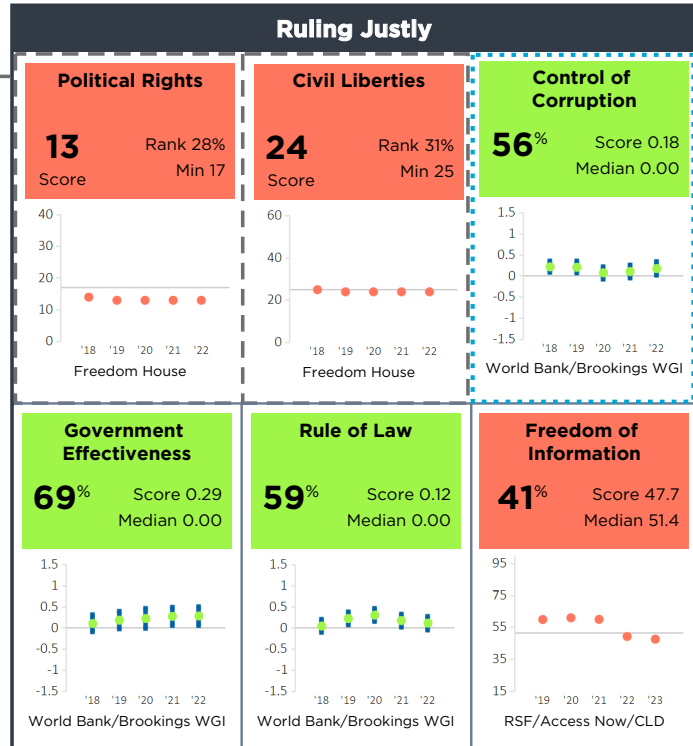 Ruling Justly
Political Rights
13
Score
Rank 28%
Min 17
40
30
20
10
0
'18 '19 '20 '21 '22
Freedom House
Civil Liberties
24
Score
Rank 31%
Min 25
60
40
20
0
'18 '19 '20 '21 '22
Freedom House
Control of
Corruption
56%
Score 0.18
Median 0.00
1.5
1
0.5
0
-0.5
-1
-1.5
'18 '19 '20 '21 '22
World Bank/Brookings WGI
Government
Effectiveness
69%
Score 0.29
Median 0.00
1.5
1
0.5
0
-0.5
-1
-1.5
'18 '19 '20 '21 '22
World Bank/Brookings WGI
Rule of Law
59%
Score 0.12
Median 0.00
1.5
1
0.5
0
-0.5
-1
-1.5
'18 '19 '20 '21 '22
World Bank/Brookings WGI
Freedom of
Information
41%
Score 47.7
Median 51.4
95
75
55
35
15
'19 '20 '21 '22 '23
RSF/Access Now/CLD